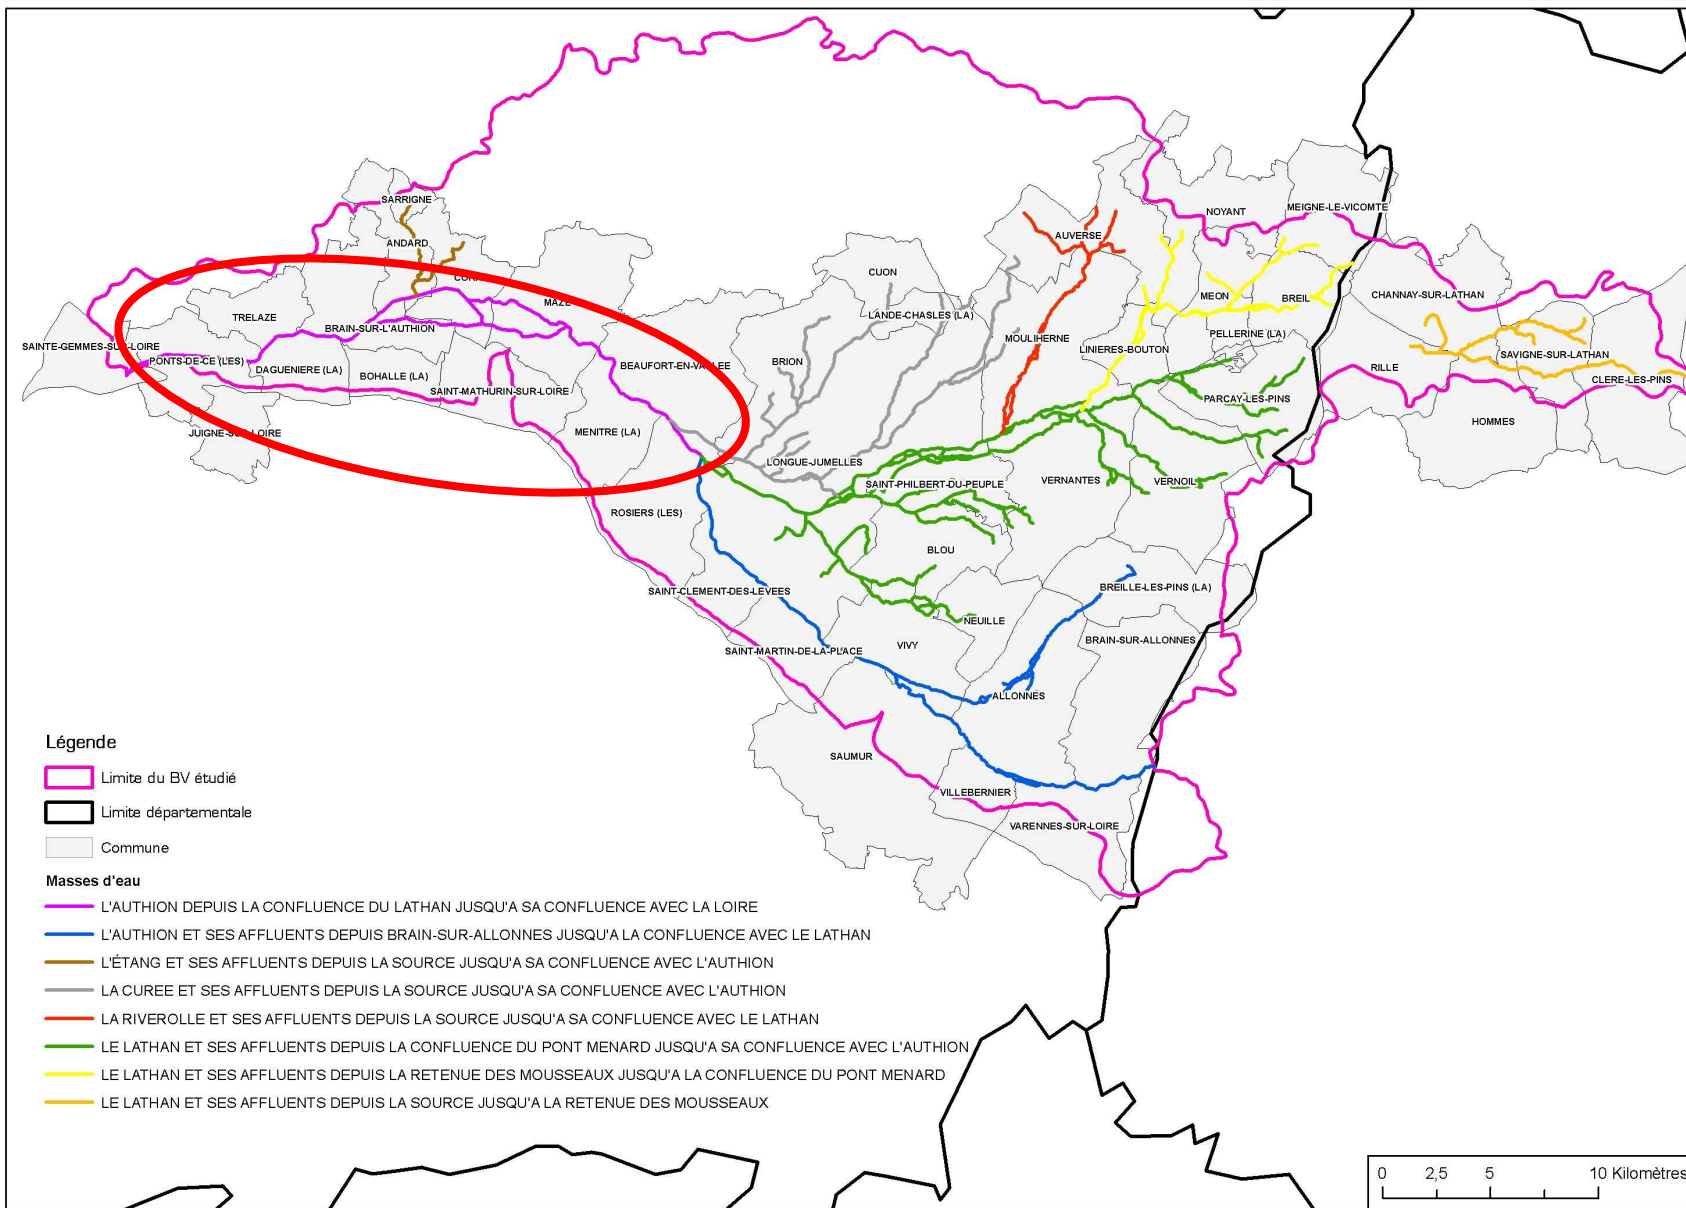 SARRIGNE
NOYANT
MEIGNE-LE-VICOMTE
AUVERSE
ANDARD
CUON
CHANNAY-SUR-LATHAN
MEON
BREIL
MAZE
TRELAZE
LANDE-CHASLES (LA)
BRAIN-SUR-L'AUTHION
PELLERINE (LA)
MOULIHERNE
SAINTE-GEMMES-SUR-LOIRE
LINIERES-BOUTON
SAVIGNE-SUR-LATHAN
PONTS-DE-CE (LES)
BRION
BEAUFORT-EN-VALLEE
DAGUENIERE (LA)
BOHALLE (LA)
RILLE
CLERE-LES-PINS
SAINT-MATHURIN-SUR-LOIRE
PARCAY-LES-PINS
HOMMES
JUIGNE-SUR-LOIRE
MENITRE (LA)
LONGUE-JUMELLES
VERNANTES
VERNOIL
SAINT-PHILBERT-DU-PEUPLE
ROSIERS (LES)
BLOU
BREILLE-LES-PINS (LA)
SAINT-CLEMENT-DES-LEVEES
NEUILLE
BRAIN-SUR-ALLONNES
VIVY
SAINT-MARTIN-DE-LA-PLACE
ALLONNES
SAUMUR
VILLEBERNIER
VARENNES-SUR-LOIRE
Légende
Limite du BV étudié
Limite départementale
Commune
Masses d'eau
L'AUTHION DEPUIS LA CONFLUENCE DU LATHAN JUSQU'A SA CONFLUENCE AVEC LA LOIRE
L'AUTHION ET SES AFFLUENTS DEPUIS BRAIN-SUR-ALLONNES JUSQU'A LA CONFLUENCE AVEC LE LATHAN
L'ÉTANG ET SES AFFLUENTS DEPUIS LA SOURCE JUSQU'A SA CONFLUENCE AVEC L'AUTHION
LA CUREE ET SES AFFLUENTS DEPUIS LA SOURCE JUSQU'A SA CONFLUENCE AVEC L'AUTHION
LA RIVEROLLE ET SES AFFLUENTS DEPUIS LA SOURCE JUSQU'A SA CONFLUENCE AVEC LE LATHAN
LE LATHAN ET SES AFFLUENTS DEPUIS LA CONFLUENCE DU PONT MENARD JUSQU'A SA CONFLUENCE AVEC L'AUTHION
LE LATHAN ET SES AFFLUENTS DEPUIS LA RETENUE DES MOUSSEAUX JUSQU'A LA CONFLUENCE DU PONT MENARD
LE LATHAN ET SES AFFLUENTS DEPUIS LA SOURCE JUSQU'A LA RETENUE DES MOUSSEAUX
0 2,5 5 10 Kilomètres